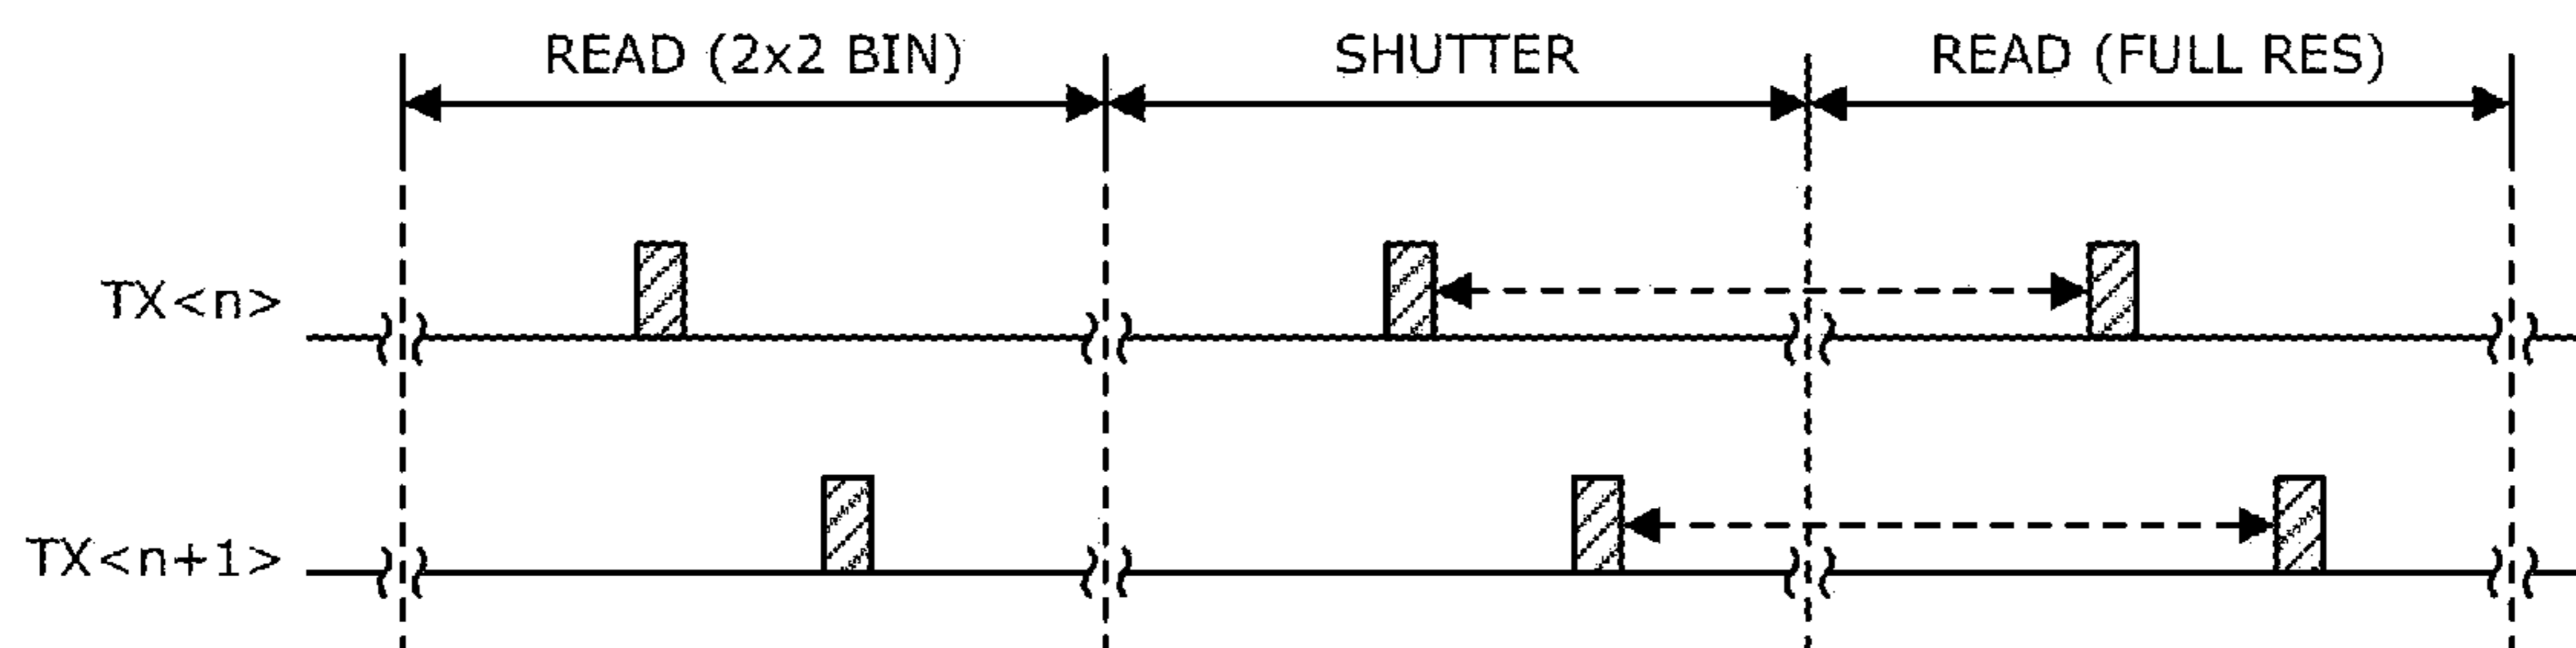 READ (2x2 BIN) SHUTTER READ (FULL RES)
TX<n>
TX<n+1>